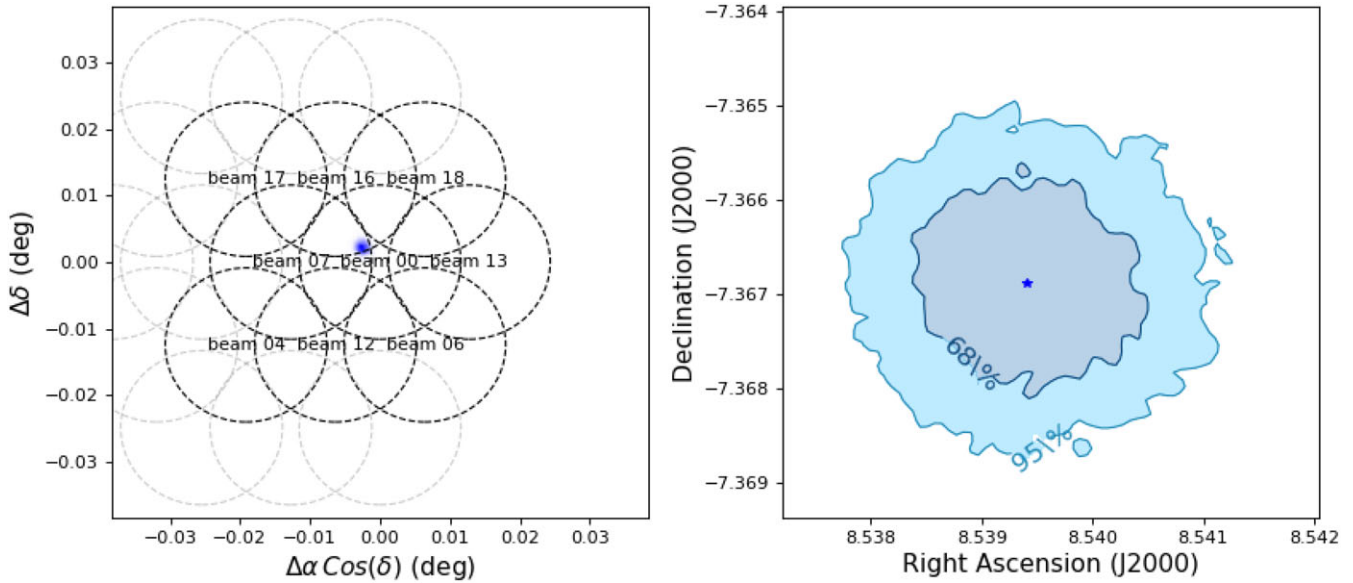 0.03
0.02
0.01
0.00
−0.01
−0.02
−0.03
Δδ (deg)
beam 17 beam 16 beam 18
beam 07 beam 00 beam 13
beam 04 beam 12 beam 06
−0.03 −0.02 −0.01 0.00 0.01 0.02 0.03
Δα Cos(δ) (deg)
−7.364
−7.365
−7.366
−7.367
−7.368
−7.369
Declination (J2000)
68\%
95\%
8.538 8.539 8.540 8.541 8.542
Right Ascension (J2000)